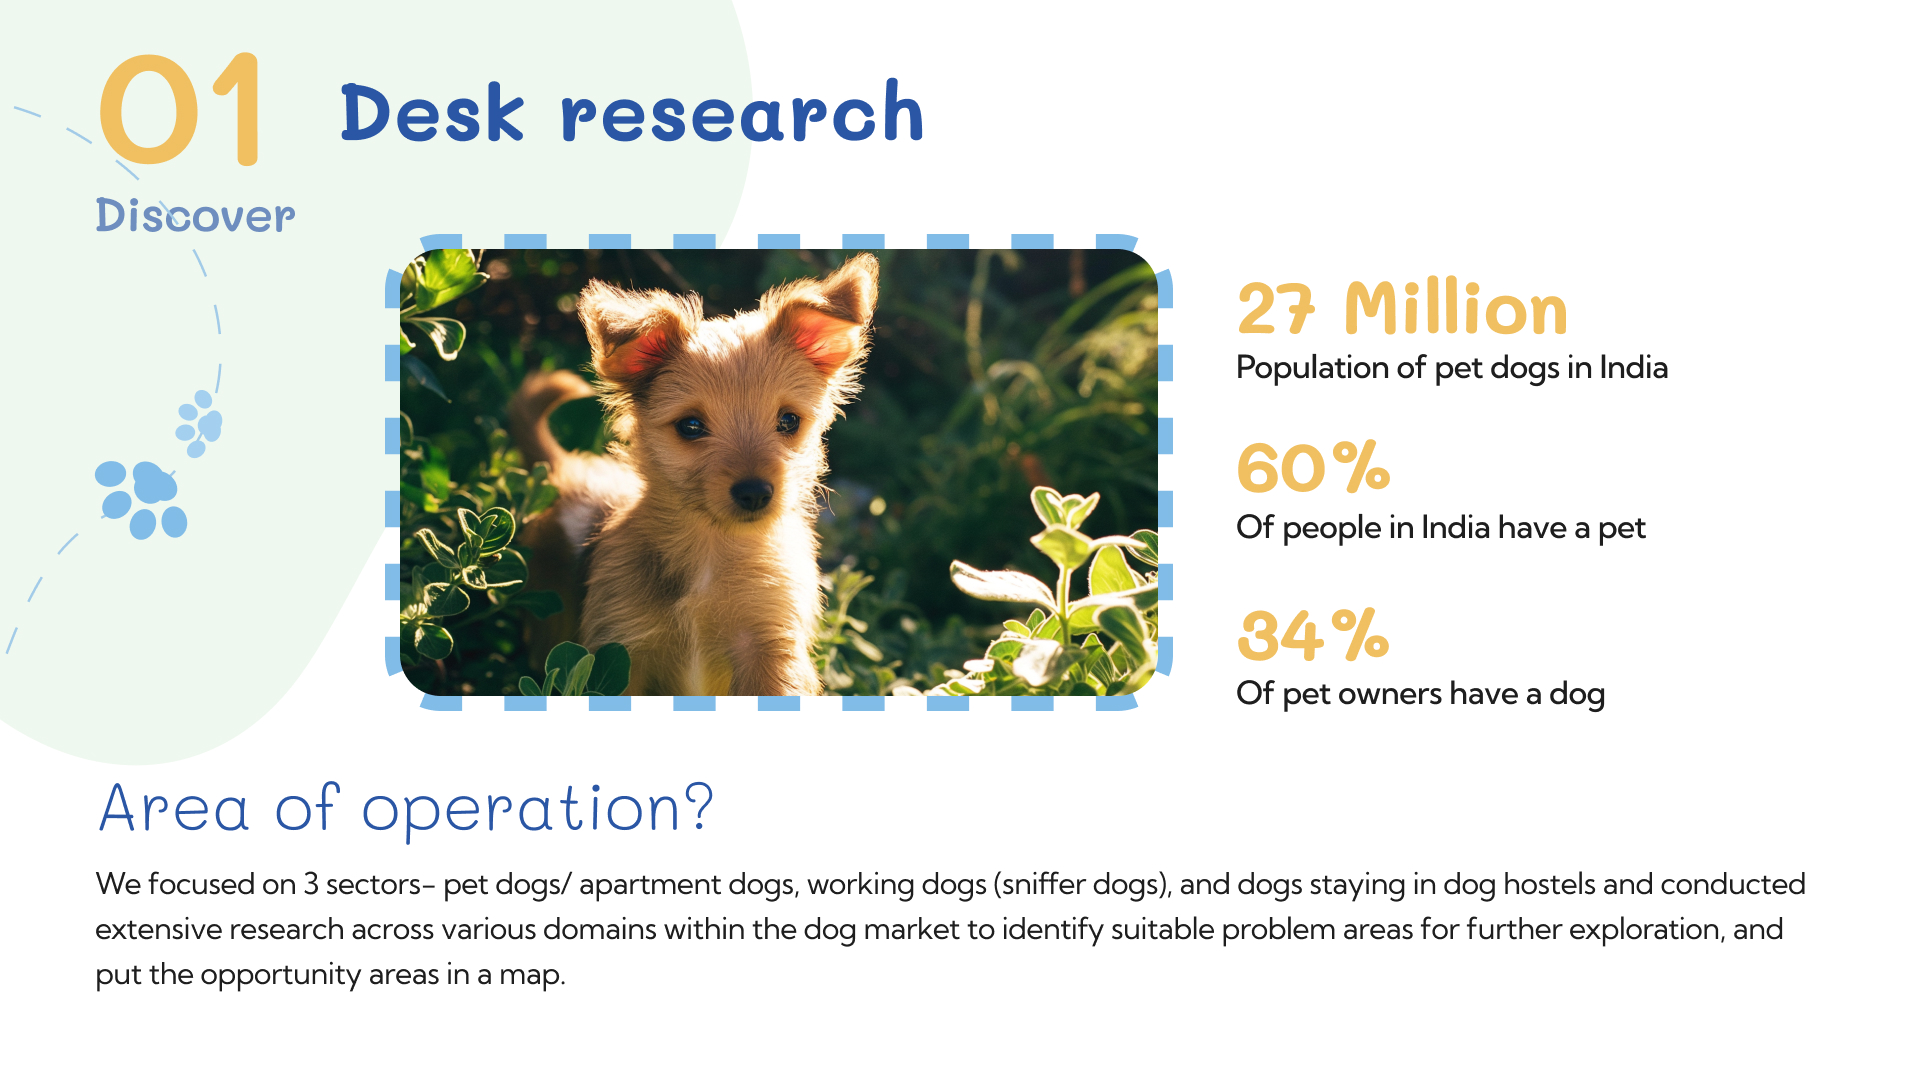 01
Desk research
Discover
27 Million
Population of pet dogs in India
60%
Of people in India have a pet
34%
Of pet owners have a dog
Area of operation?
We focused on 3 sectors– pet dogs/ apartment dogs, working dogs (sniffer dogs), and dogs staying in dog hostels and conducted
extensive research across various domains within the dog market to identify suitable problem areas for further exploration, and
put the opportunity areas in a map.